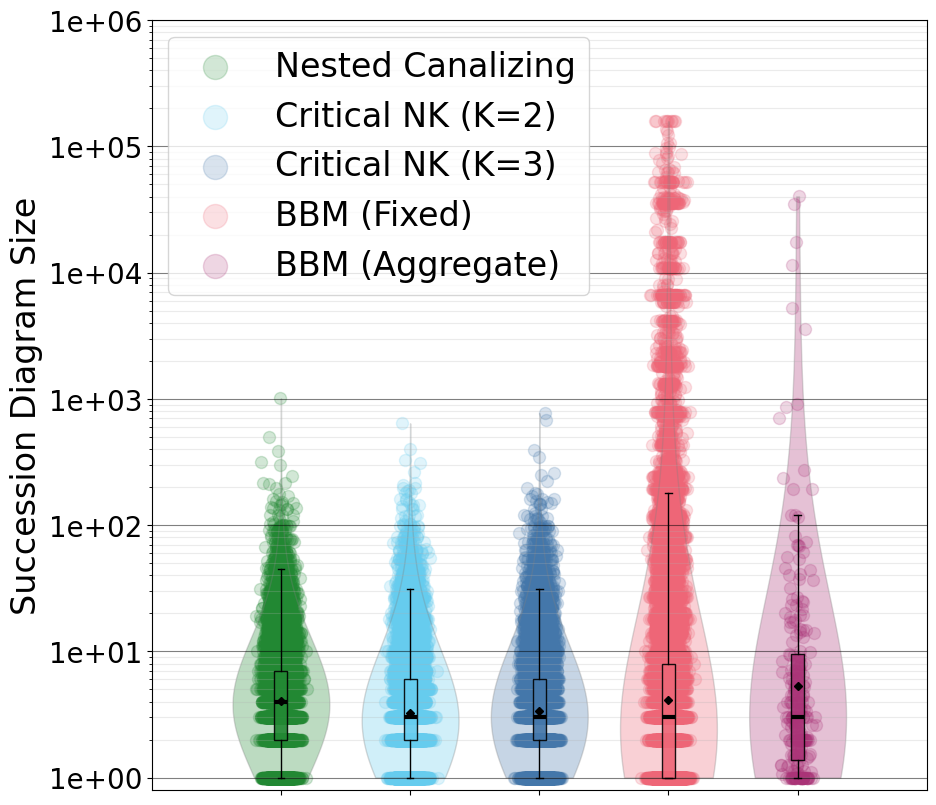 1e+06
1e+05
1e+04
1e+03
1e+02
1e+01
1e+00
Succession Diagram Size
Nested Canalizing
Critical NK (K=2)
Critical NK (K=3)
BBM (Fixed)
BBM (Aggregate)